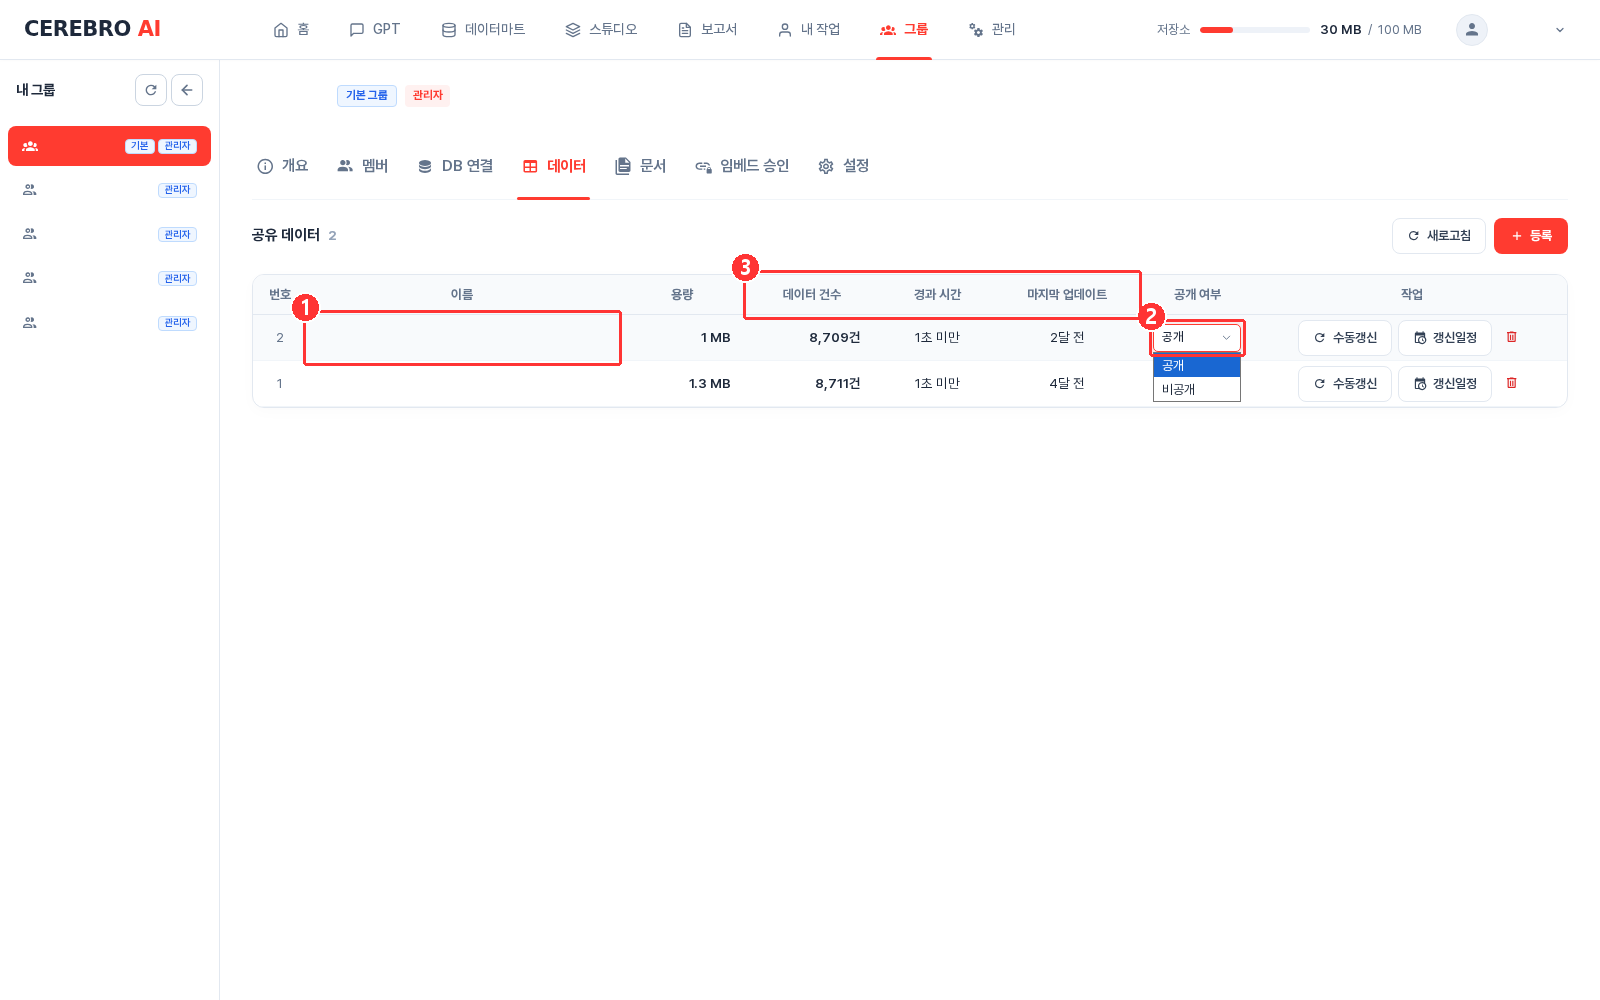 CEREBRO AI
홈
GPT
데이터마트
스튜디오
보고서
내 작업
그룹
관리
저장소 30 MB / 100 MB
내 그룹
기본 관리자
관리자
관리자
관리자
관리자
기본 그룹 관리자
개요
멤버
DB 연결
데이터
문서
임베드 승인
설정
공유 데이터 2
새로고침
+ 등록
번호 이름 용량 데이터 건수 경과 시간 마지막 업데이트 공개 여부 작업
3
1
2
2 1 MB 8,709건 1초 미만 2달 전 공개 수동갱신 갱신일정
공개
비공개
1 1.3 MB 8,711건 1초 미만 4달 전 수동갱신 갱신일정